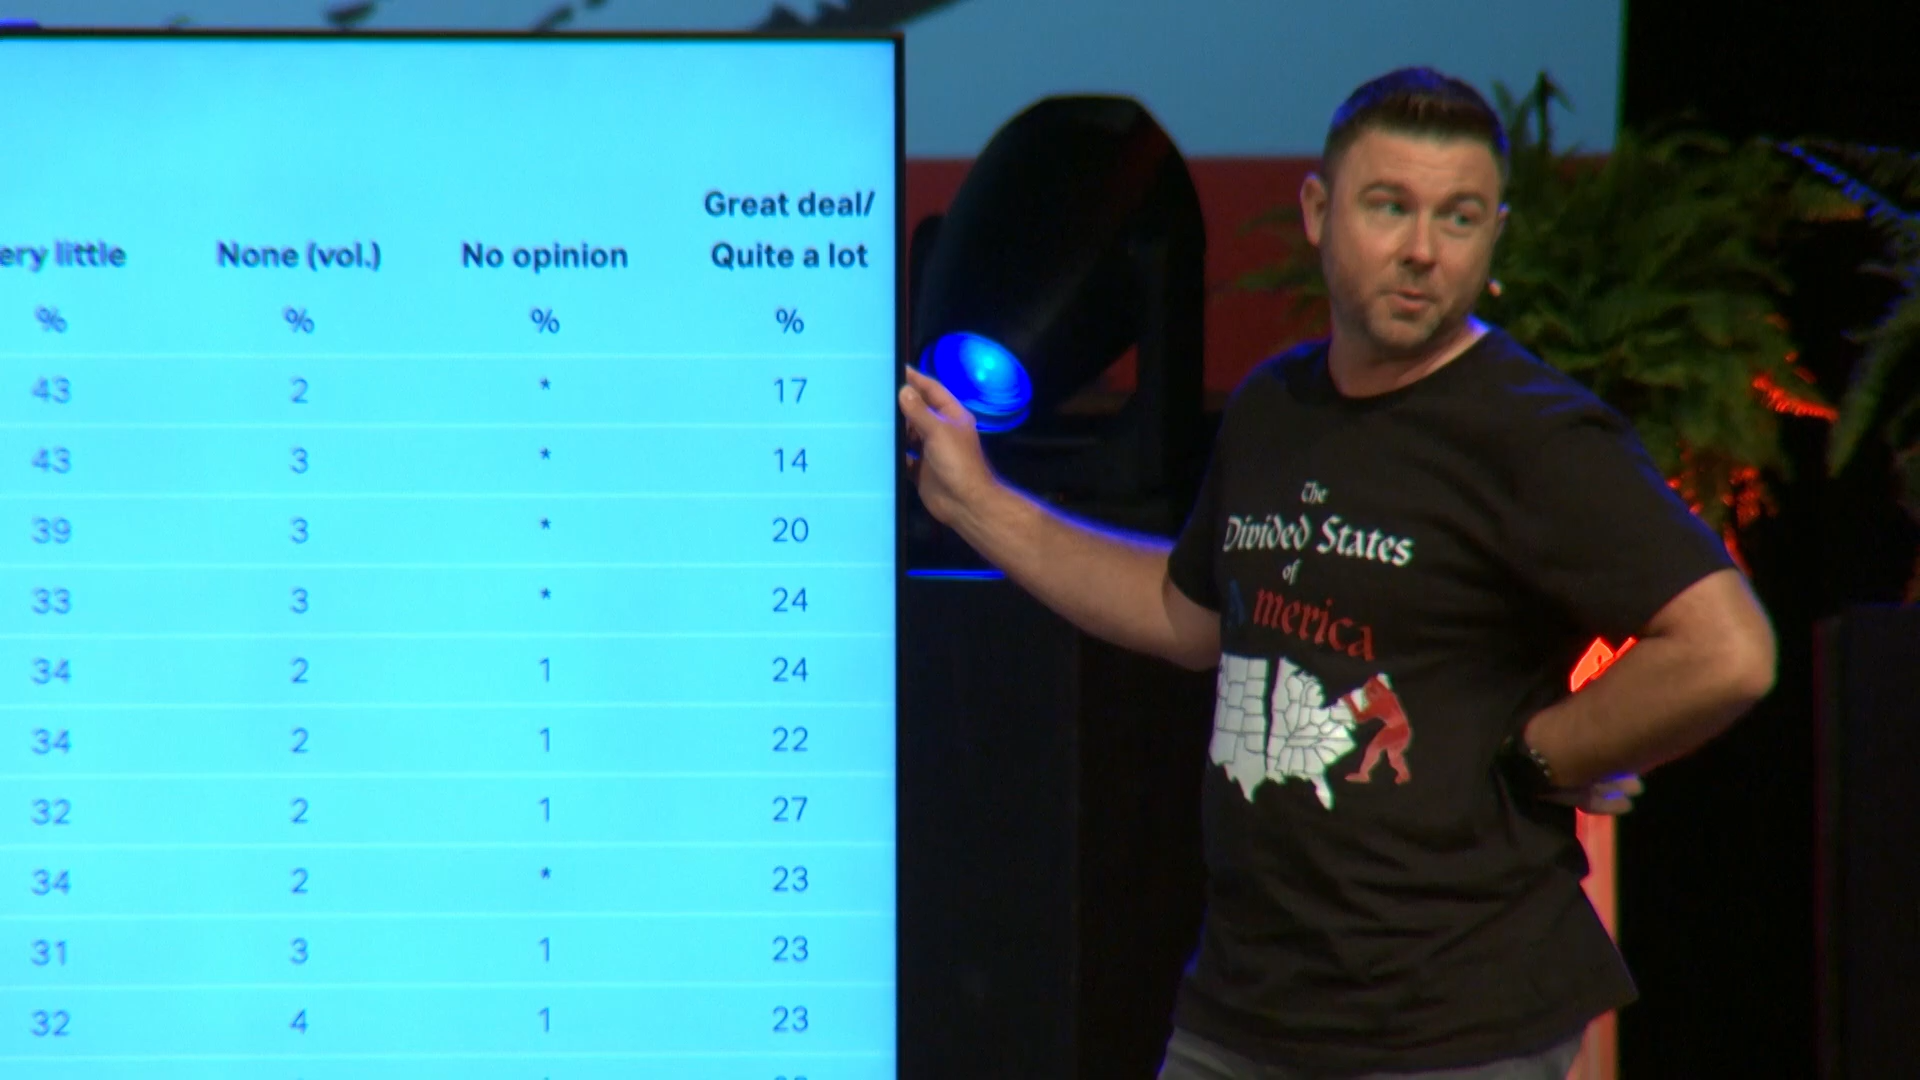 Great deal/
ery little None (vol.) No opinion Quite a lot
% % % %
43 2 * 17
43 3 * 14
39 3 * 20
33 3 * 24
34 2 1 24
34 2 1 22
32 2 1 27
34 2 * 23
31 3 1 23
32 4 1 23
The
Divided States
of
America